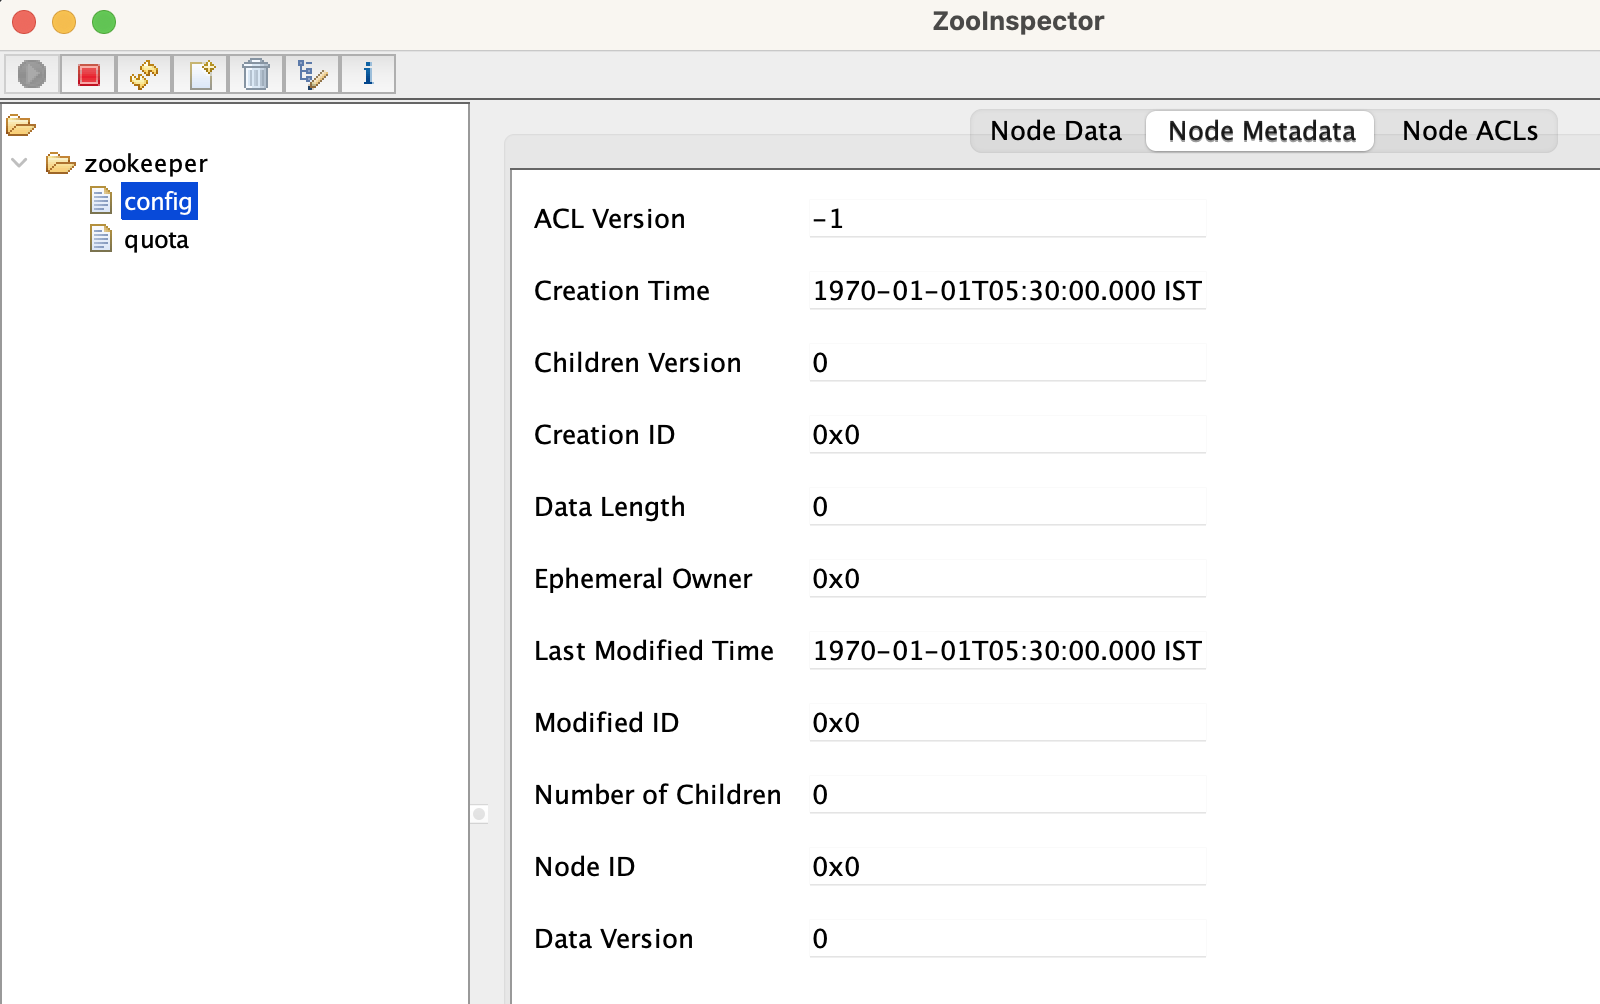 ZooInspector
i
zookeeper
config
quota
Node Data Node Metadata Node ACLs
ACL Version -1
Creation Time 1970-01-01T05:30:00.000 IST
Children Version 0
Creation ID 0x0
Data Length 0
Ephemeral Owner 0x0
Last Modified Time 1970-01-01T05:30:00.000 IST
Modified ID 0x0
Number of Children 0
Node ID 0x0
Data Version 0